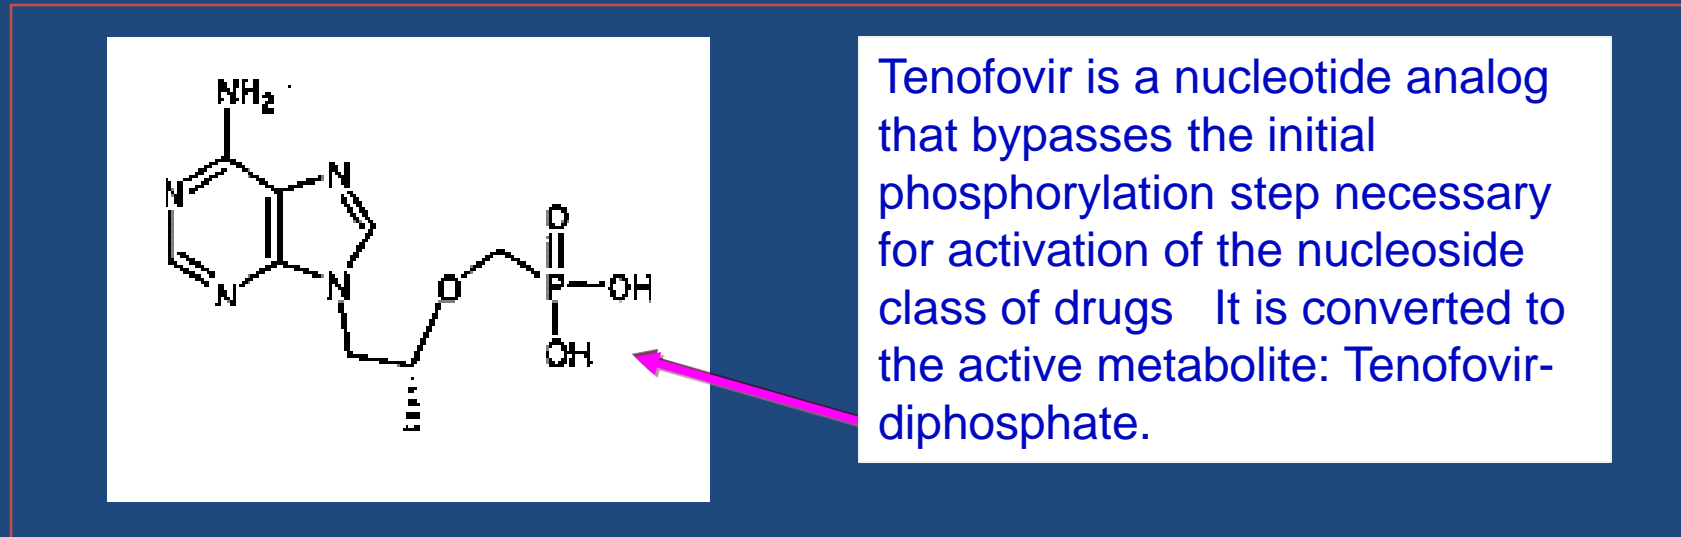 NH₂
N
N
N
N
O
O
P
OH
OH
Tenofovir is a nucleotide analog
that bypasses the initial
phosphorylation step necessary
for activation of the nucleoside
class of drugs   It is converted to
the active metabolite: Tenofovir-
diphosphate.